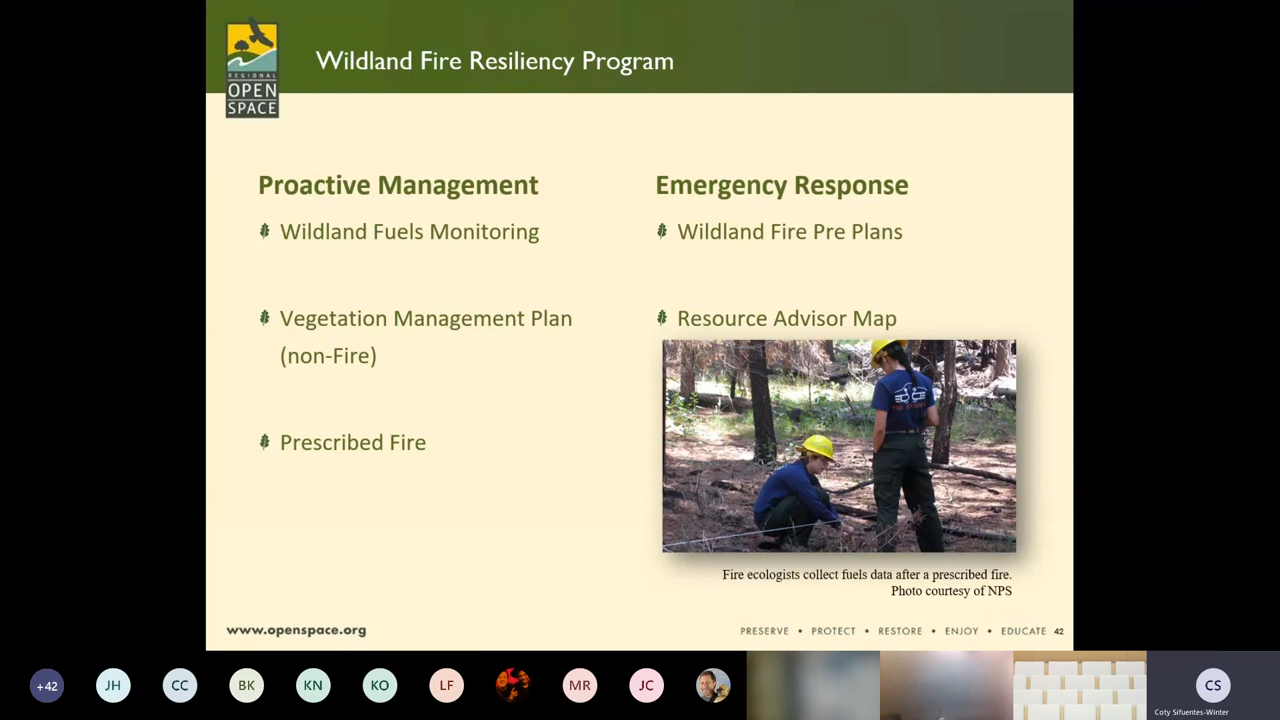 Wildland Fire Resiliency Program
REGIONAL
OPEN
SPACE
Proactive Management
Wildland Fuels Monitoring
Vegetation Management Plan
(non-Fire)
Prescribed Fire
Emergency Response
Wildland Fire Pre Plans
Resource Advisor Map
Fire ecologists collect fuels data after a prescribed fire.
Photo courtesy of NPS
www.openspace.org
PRESERVE • PROTECT • RESTORE • ENJOY • EDUCATE 42
+42
JH
CC
BK
KN
KO
LF
MR
JC
CS
Coty Sifuentes-Winter